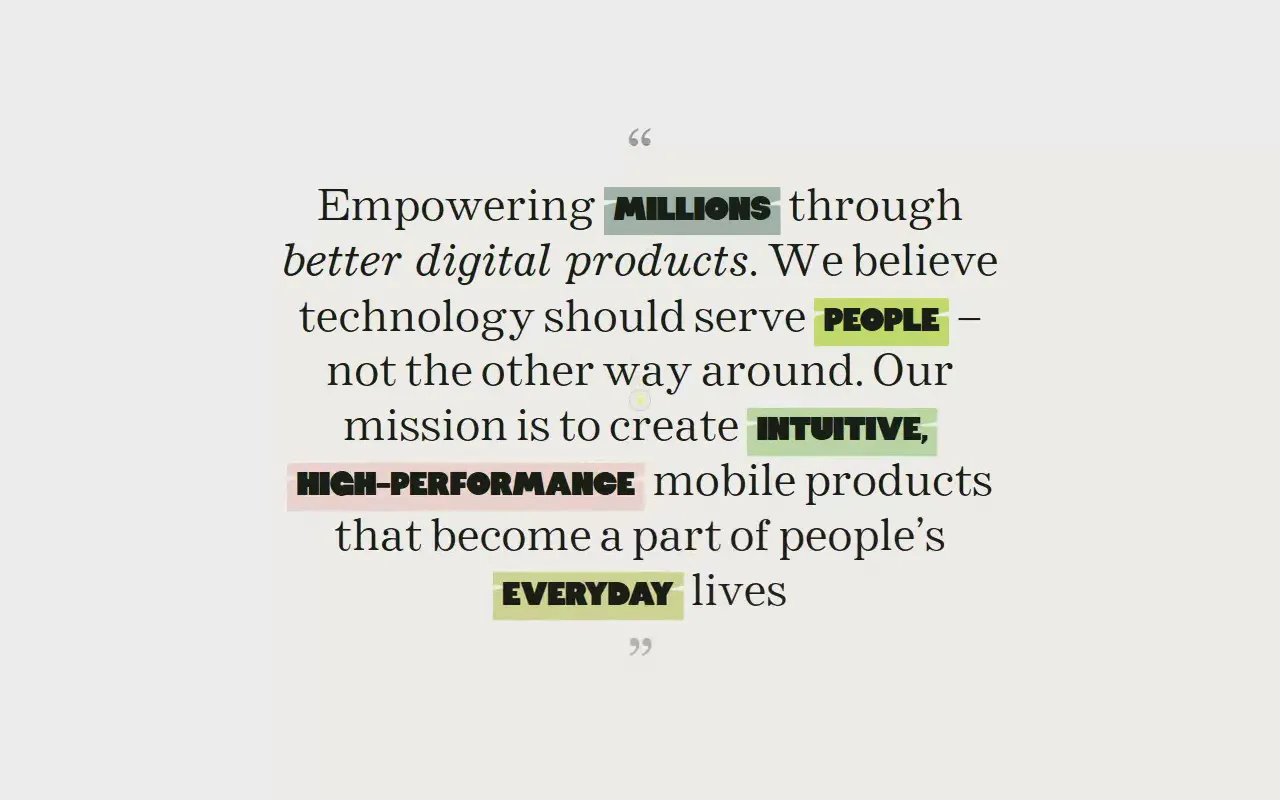 “
Empowering MILLIONS through
better digital products. We believe
technology should serve PEOPLE –
not the other way around. Our
mission is to create INTUITIVE,
HIGH-PERFORMANCE mobile products
that become a part of people’s
EVERYDAY lives
”